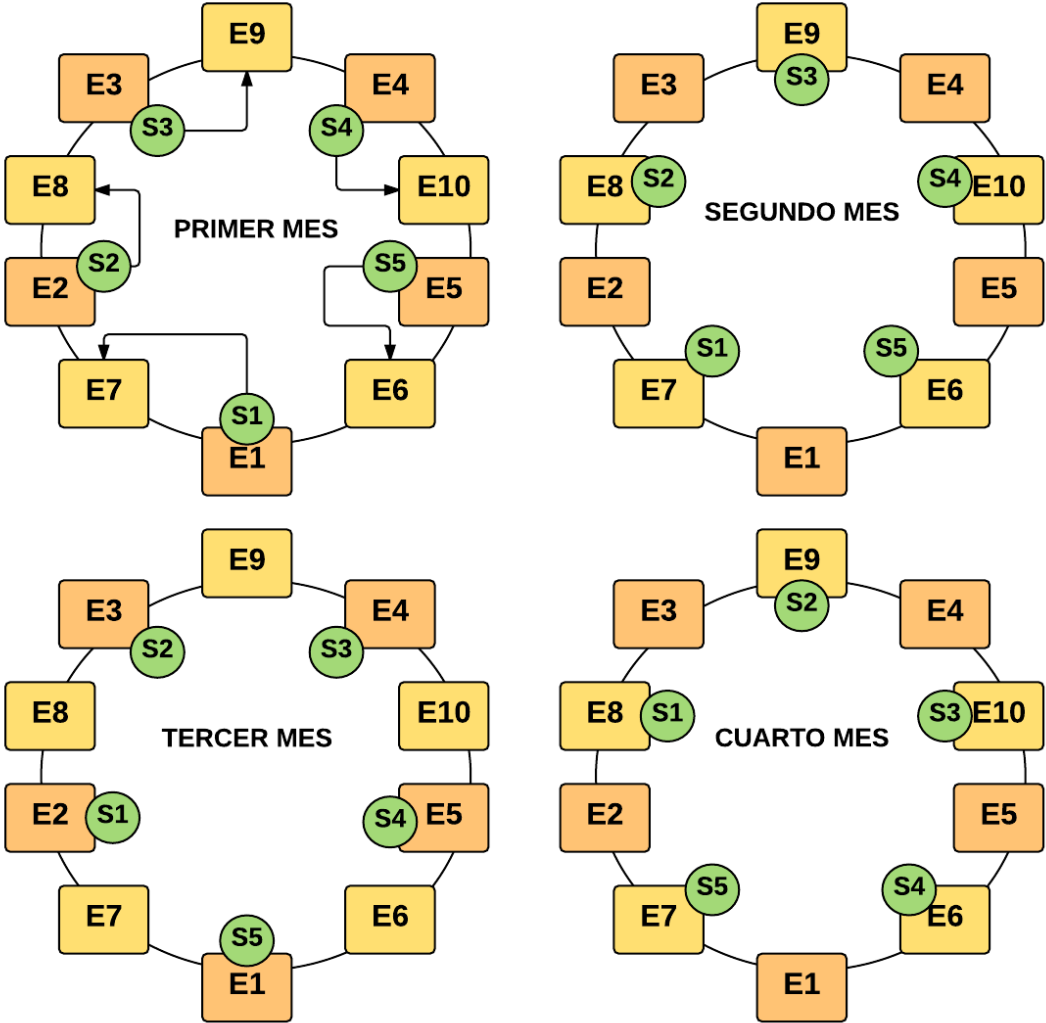 E9
E3
E4
S3
S4
E8
E10
PRIMER MES
S2
S5
E2
E5
E7
E6
S1
E1
E9
S3
E3
E4
E8
S2
S4
E10
SEGUNDO MES
E2
E5
S1
S5
E7
E6
E1
E9
E3
E4
S2
S3
E8
E10
TERCER MES
E2
S1
S4
E5
E7
E6
S5
E1
E9
S2
E3
E4
E8
S1
S3
E10
CUARTO MES
E2
E5
S5
S4
E7
E6
E1